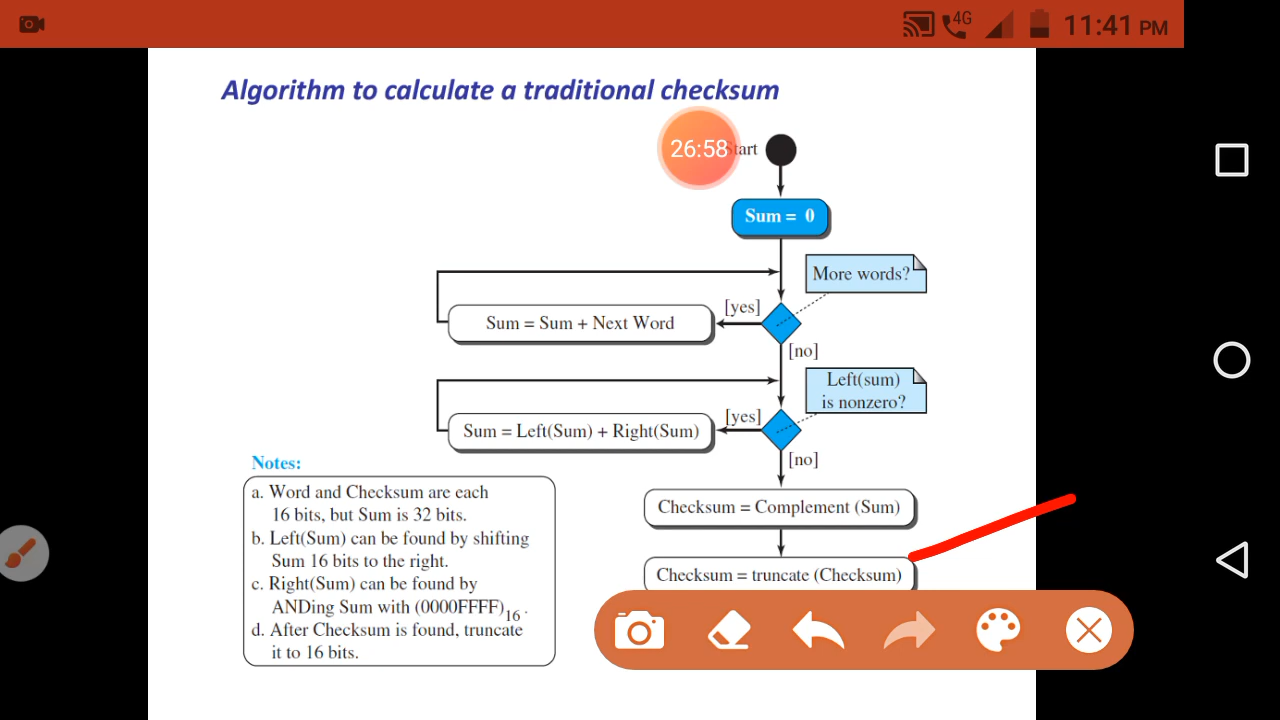 4G
11:41 PM
Algorithm to calculate a traditional checksum
26:58
Sum = 0
More words?
[yes]
Sum = Sum + Next Word
[no]
Left(sum)
is nonzero?
[yes]
Sum = Left(Sum) + Right(Sum)
[no]
Notes:
a. Word and Checksum are each
16 bits, but Sum is 32 bits.
b. Left(Sum) can be found by shifting
Sum 16 bits to the right.
c. Right(Sum) can be found by
ANDing Sum with (0000FFFF)16.
d. After Checksum is found, truncate
it to 16 bits.
Checksum = Complement (Sum)
Checksum = truncate (Checksum)